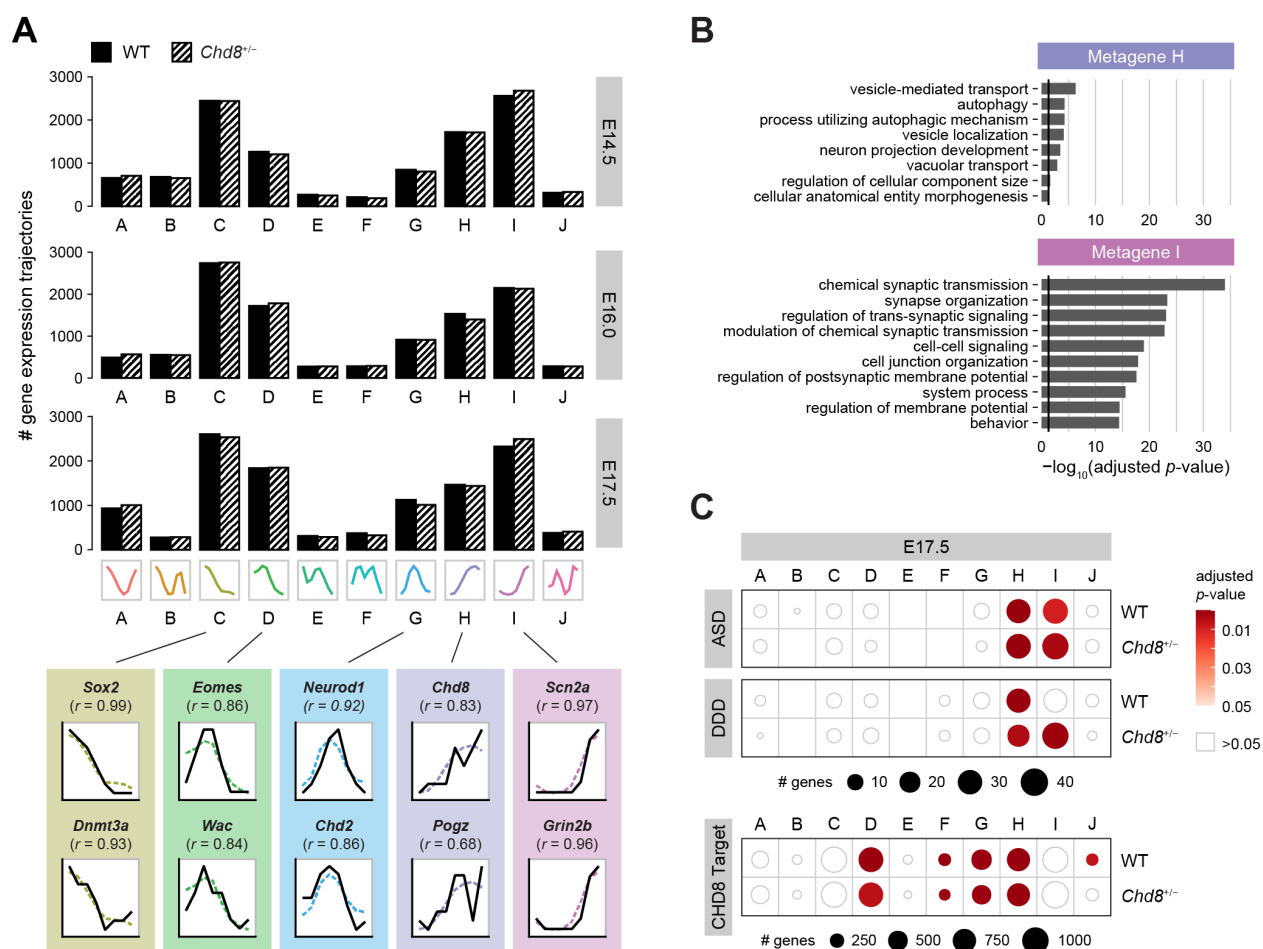 A
WT
Chd8+/−
# gene expression trajectories
3000
2000
1000
0
A B C D E F G H I J
E14.5
3000
2000
1000
0
A B C D E F G H I J
E16.0
3000
2000
1000
0
E17.5
A B C D E F G H I J
Sox2
(r = 0.99)
Eomes
(r = 0.86)
Neurod1
(r = 0.92)
Chd8
(r = 0.83)
Scn2a
(r = 0.97)
Dnmt3a
(r = 0.93)
Wac
(r = 0.84)
Chd2
(r = 0.86)
Pogz
(r = 0.68)
Grin2b
(r = 0.96)
B
Metagene H
vesicle-mediated transport
autophagy
process utilizing autophagic mechanism
vesicle localization
neuron projection development
vacuolar transport
regulation of cellular component size
cellular anatomical entity morphogenesis
0 10 20 30
Metagene I
chemical synaptic transmission
synapse organization
regulation of trans-synaptic signaling
modulation of chemical synaptic transmission
cell-cell signaling
cell junction organization
regulation of postsynaptic membrane potential
system process
regulation of membrane potential
behavior
0 10 20 30
−log10(adjusted p-value)
C
E17.5
A B C D E F G H I J
ASD
WT
Chd8+/−
DDD
WT
Chd8+/−
# genes 10 20 30 40
adjusted
p-value
0.01
0.03
0.05
>0.05
A B C D E F G H I J
CHD8 Target
WT
Chd8+/−
# genes 250 500 750 1000